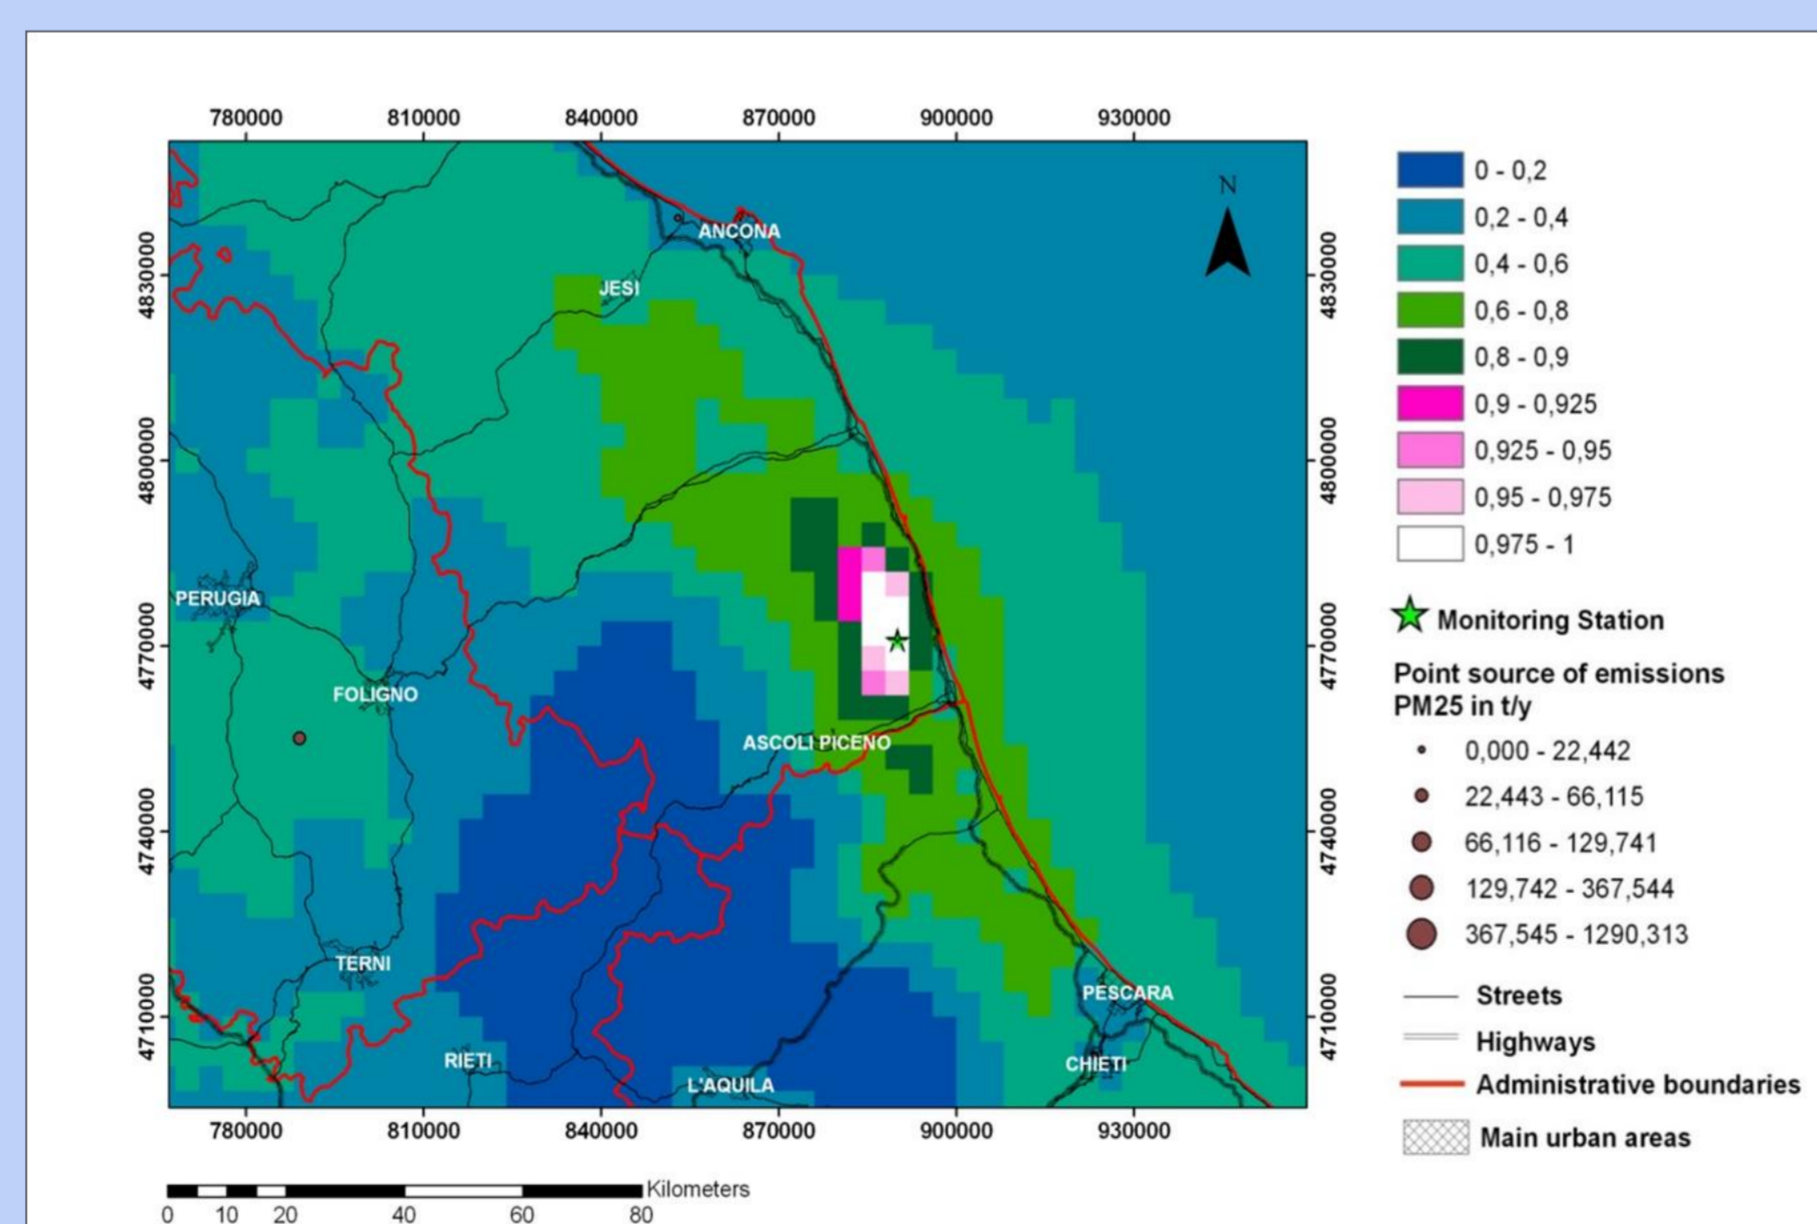 780000 810000 840000 870000 900000 930000
N
ANCONA
JESI
PERUGIA
FOLIGNO
ASCOLI PICENO
TERNI
PESCARA
RIETI
CHIETI
L'AQUILA
4830000
4800000
4770000
4740000
4710000
4830000
4800000
4770000
4740000
4710000
780000 810000 840000 870000 900000 930000
Kilometers
0 10 20 40 60 80
0 - 0,2
0,2 - 0,4
0,4 - 0,6
0,6 - 0,8
0,8 - 0,9
0,9 - 0,925
0,925 - 0,95
0,95 - 0,975
0,975 - 1
Monitoring Station
Point source of emissions
PM25 in t/y
0,000 - 22,442
22,443 - 66,115
66,116 - 129,741
129,742 - 367,544
367,545 - 1290,313
Streets
Highways
Administrative boundaries
Main urban areas